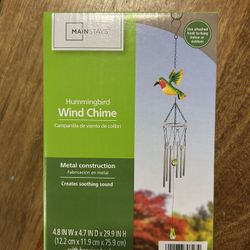 MAINSTAYS
Use attached
hook to hang
indoor or
outdoor
Hummingbird
Wind Chime
Campanilla de viento de colibrí
Metal construction
Fabricación en metal
Creates soothing sound
4.8 IN W x 4.7 IN D x 29.9 IN H
(12.2 cm x 11.9 cm x 75.9 cm)